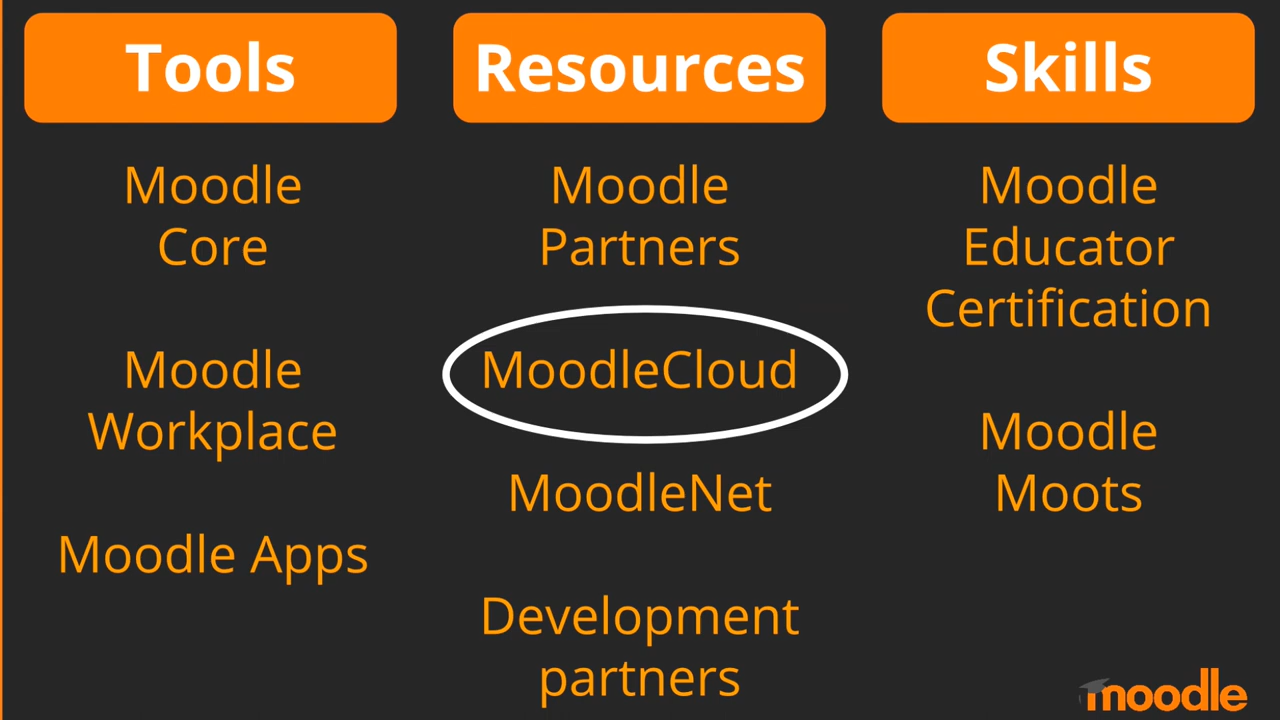 Tools
Moodle
Core
Moodle
Workplace
Moodle Apps
Resources
Moodle
Partners
MoodleCloud
MoodleNet
Development
partners
Skills
Moodle
Educator
Certification
Moodle
Moots
moodle